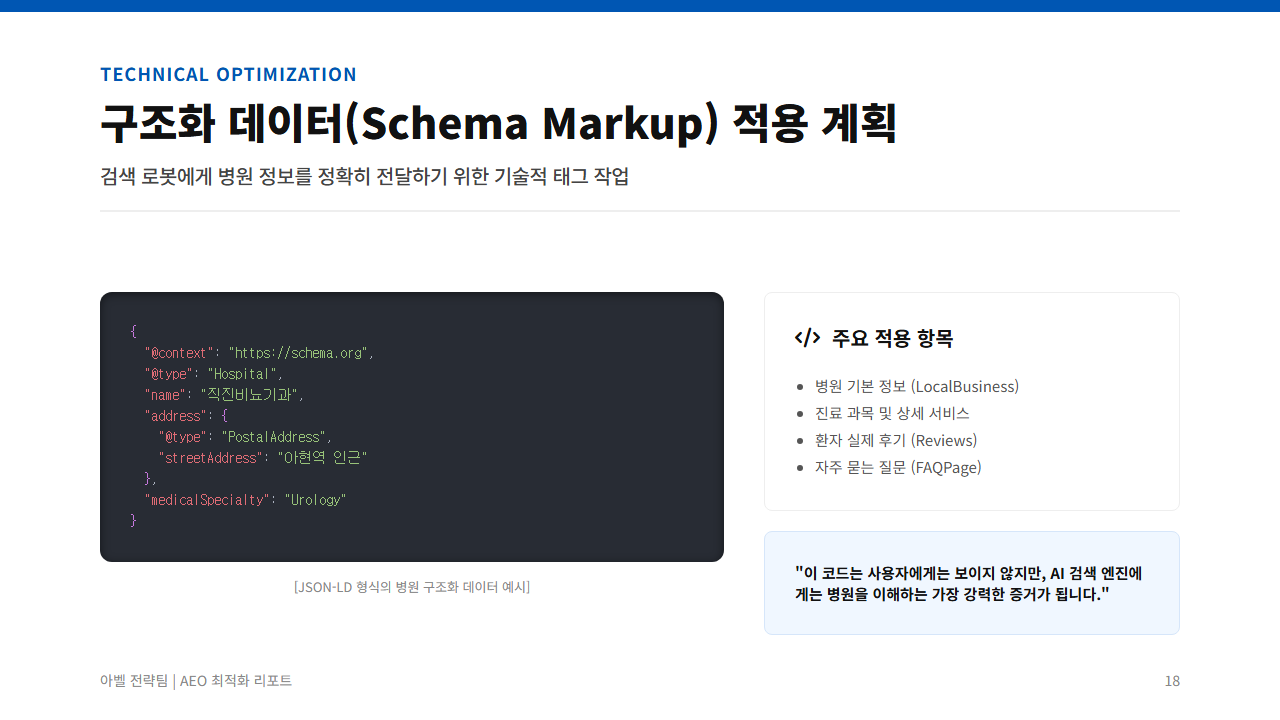 TECHNICAL OPTIMIZATION
구조화 데이터(Schema Markup) 적용 계획
검색 로봇에게 병원 정보를 정확히 전달하기 위한 기술적 태그 작업
{
"@context": "https://schema.org",
"@type": "Hospital",
"name": "직진비뇨기과",
"address": {
"@type": "PostalAddress",
"streetAddress": "아현역 인근"
},
"medicalSpecialty": "Urology"
}
[JSON-LD 형식의 병원 구조화 데이터 예시]
</> 주요 적용 항목
• 병원 기본 정보 (LocalBusiness)
• 진료 과목 및 상세 서비스
• 환자 실제 후기 (Reviews)
• 자주 묻는 질문 (FAQPage)
"이 코드는 사용자에게는 보이지 않지만, AI 검색 엔진에
게는 병원을 이해하는 가장 강력한 증거가 됩니다."
아벨 전략팀 | AEO 최적화 리포트
18